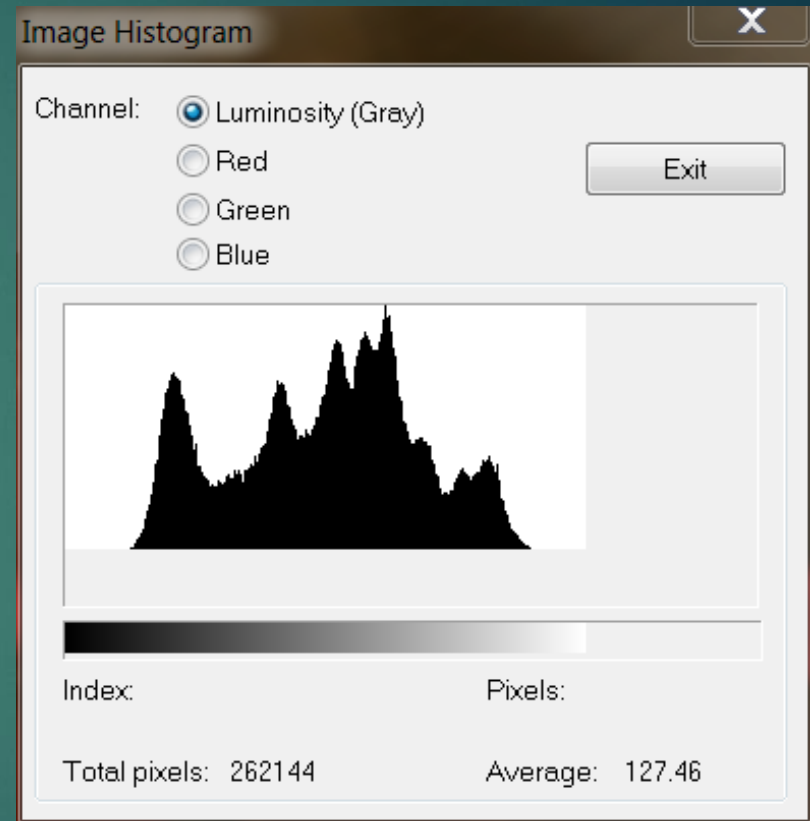 Image Histogram
X
Channel:
Luminosity (Gray)
Red
Exit
Green
Blue
Index:
Pixels:
Total pixels: 262144
Average: 127.46